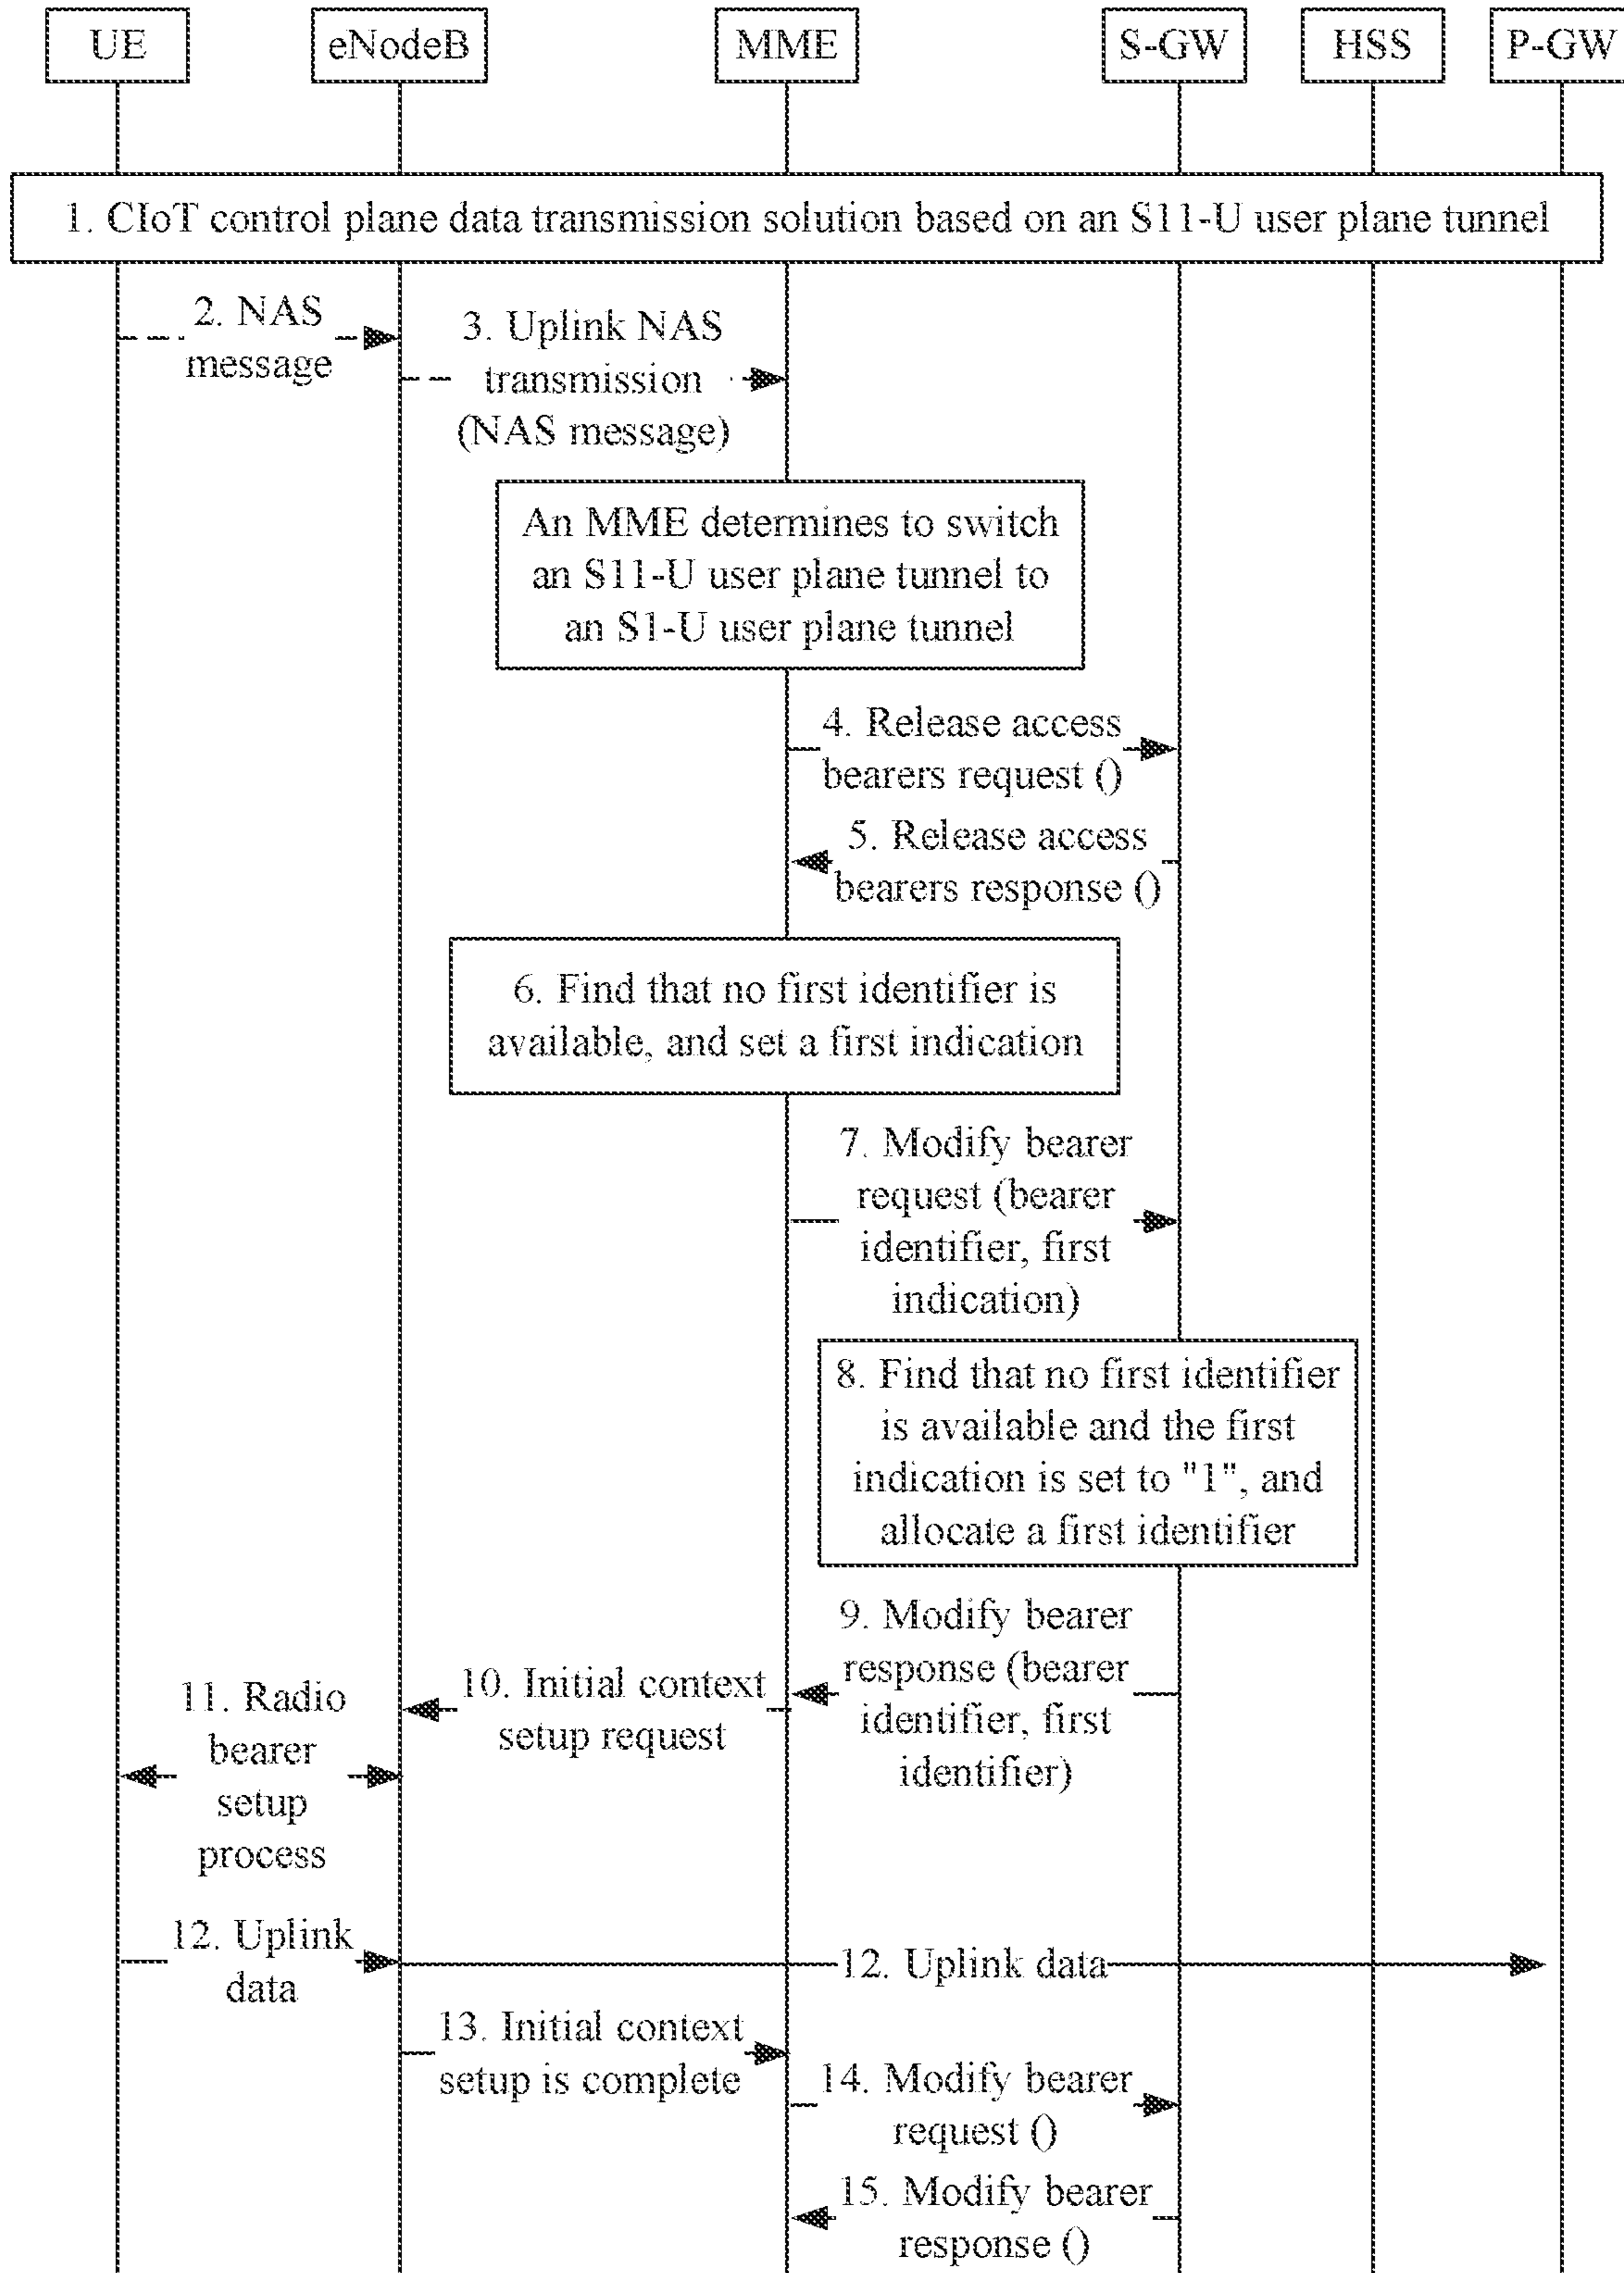 UE
eNodeB
MME
S-GW
HSS
P-GW
1. CIoT control plane data transmission solution based on an S11-U user plane tunnel
2. NAS
message
3. Uplink NAS
transmission
(NAS message)
An MME determines to switch
an S11-U user plane tunnel to
an S1-U user plane tunnel
4. Release access
bearers request ()
5. Release access
bearers response ()
6. Find that no first identifier is
available, and set a first indication
7. Modify bearer
request (bearer
identifier, first
indication)
8. Find that no first identifier
is available and the first
indication is set to "1", and
allocate a first identifier
9. Modify bearer
response (bearer
identifier, first
identifier)
10. Initial context
setup request
11. Radio
bearer
setup
process
12. Uplink
data
12. Uplink data
13. Initial context
setup is complete
14. Modify bearer
request ()
15. Modify bearer
response ()